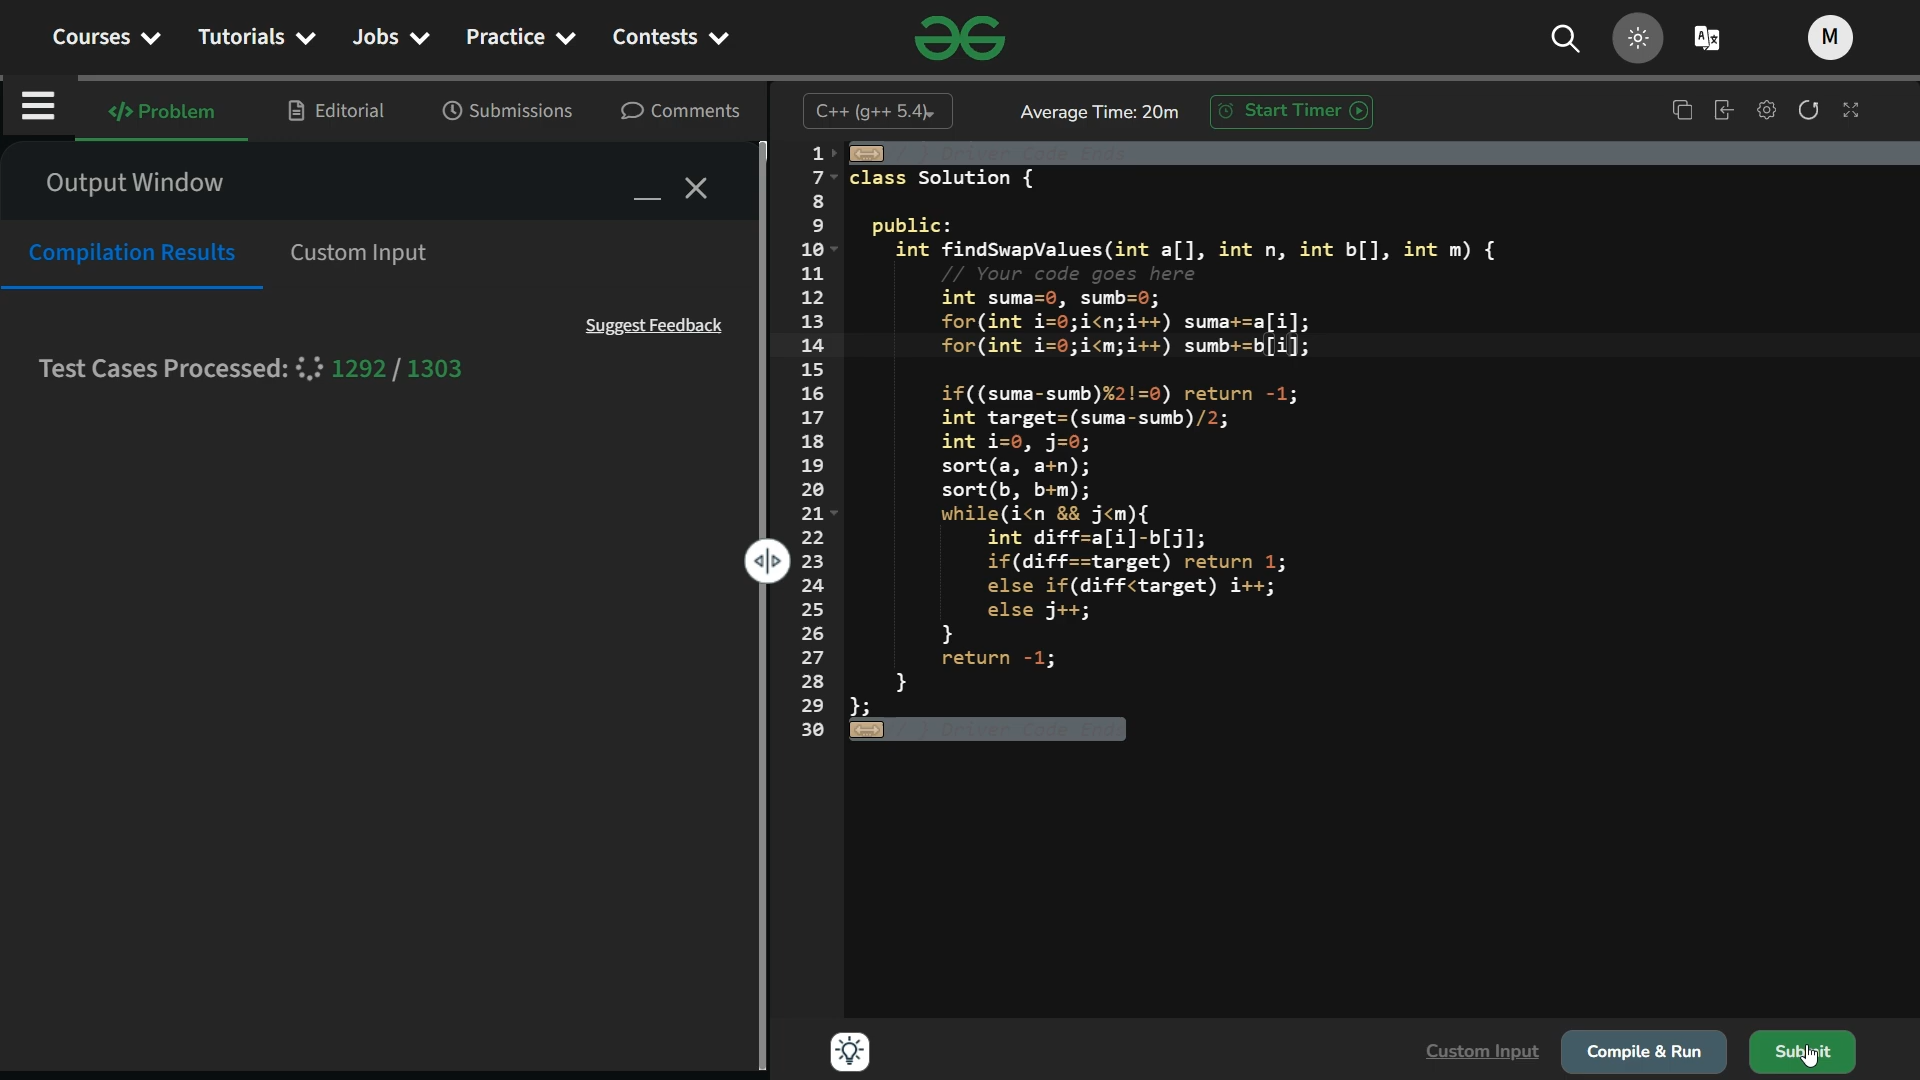 Courses Tutorials Jobs Practice Contests
M
</> Problem Editorial Submissions Comments
Output Window
Compilation Results Custom Input
Suggest Feedback
Test Cases Processed: 1292 / 1303
C++ (g++ 5.4) Average Time: 20m Start Timer
1 // } Driver Code Ends
7 class Solution {
8
9 public:
10 int findSwapValues(int a[], int n, int b[], int m) {
11 // Your code goes here
12 int suma=0, sumb=0;
13 for(int i=0;i<n;i++) suma+=a[i];
14 for(int i=0;i<m;i++) sumb+=b[i];
15
16 if((suma-sumb)%2!=0) return -1;
17 int target=(suma-sumb)/2;
18 int i=0, j=0;
19 sort(a, a+n);
20 sort(b, b+m);
21 while(i<n && j<m){
22 int diff=a[i]-b[j];
23 if(diff==target) return 1;
24 else if(diff<target) i++;
25 else j++;
26 }
27 return -1;
28 }
29 };
30 // } Driver Code Ends
Custom Input Compile & Run Submit